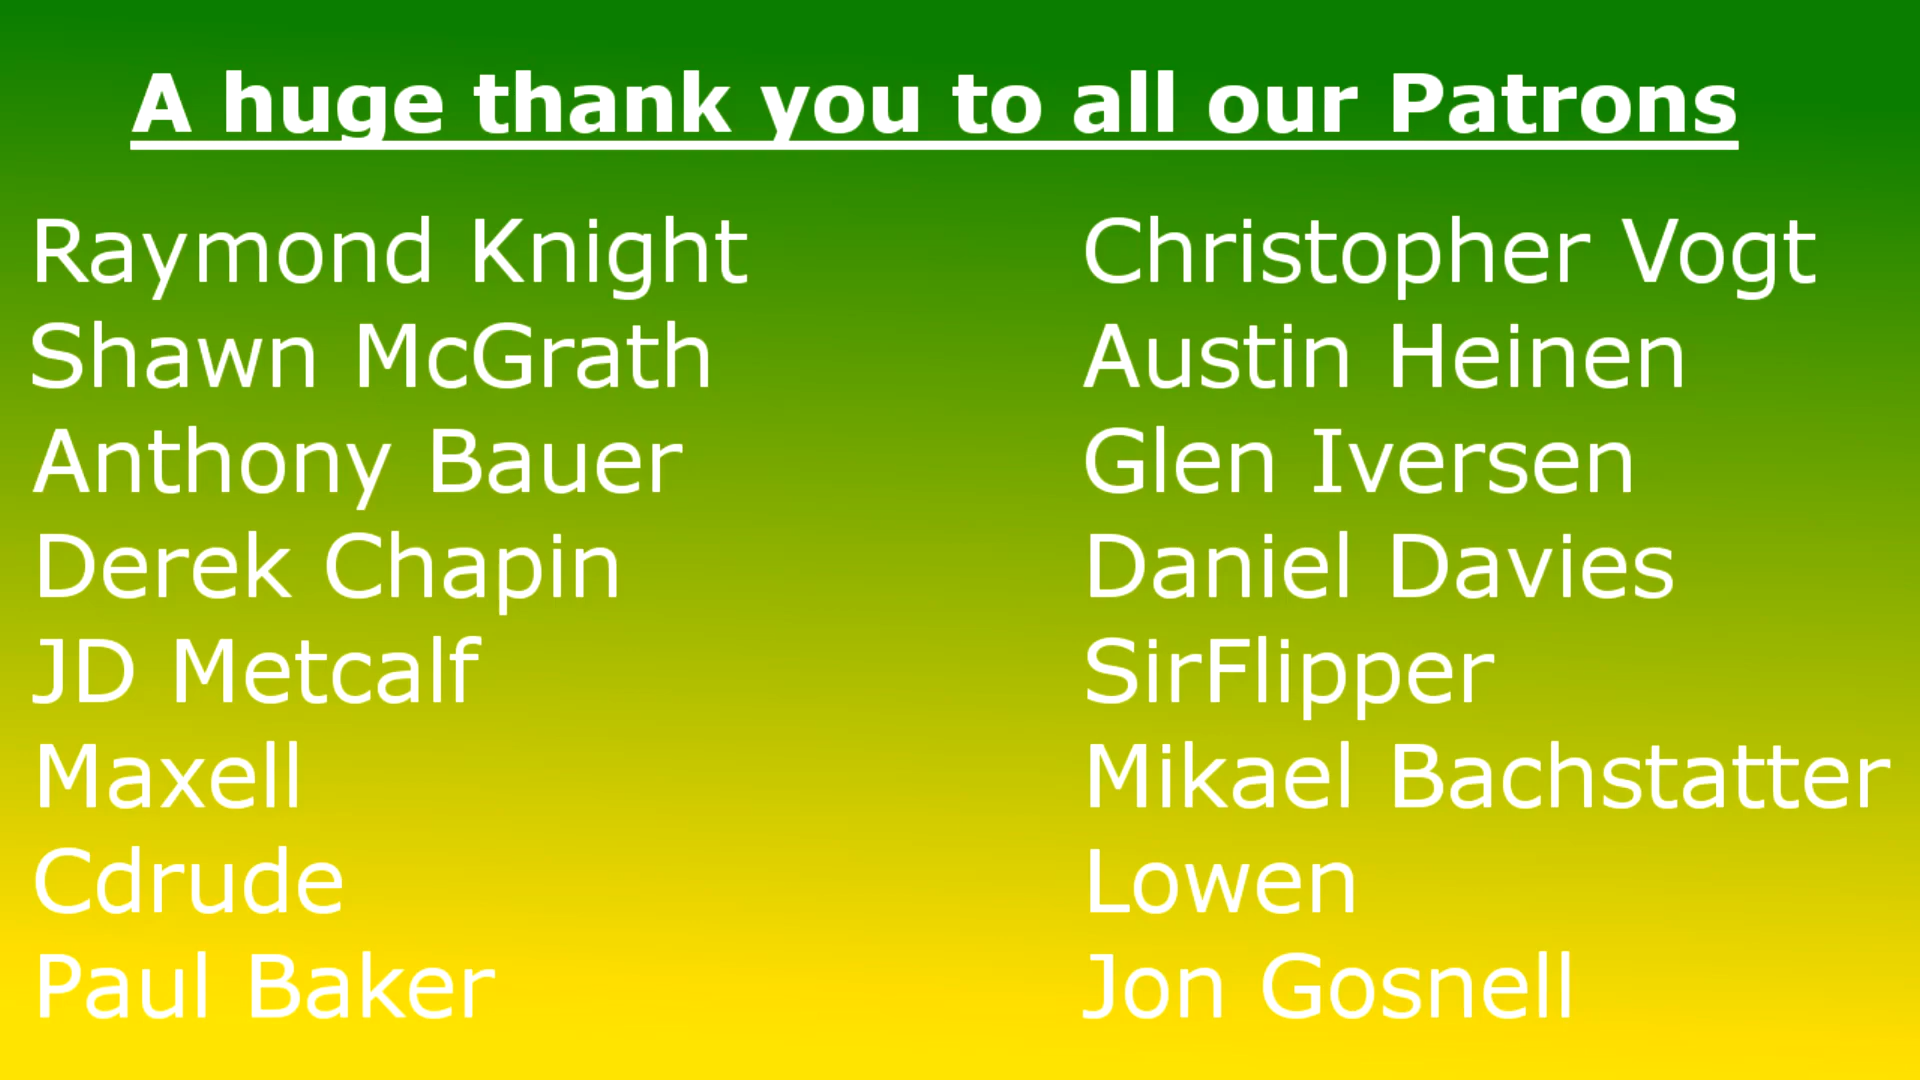 A huge thank you to all our Patrons
Raymond Knight
Shawn McGrath
Anthony Bauer
Derek Chapin
JD Metcalf
Maxell
Cdrude
Paul Baker
Christopher Vogt
Austin Heinen
Glen Iversen
Daniel Davies
SirFlipper
Mikael Bachstatter
Lowen
Jon Gosnell